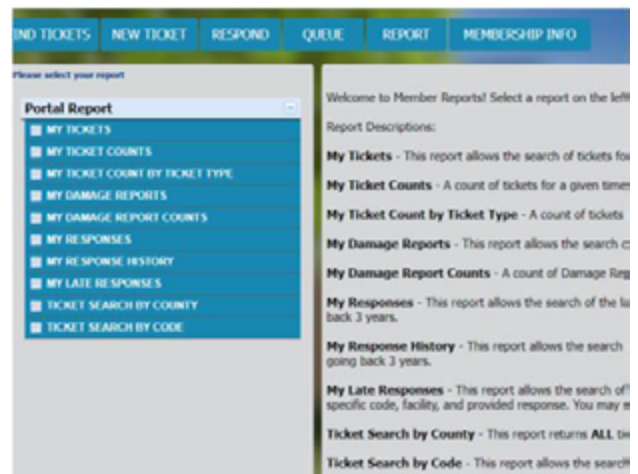 IND TICKETS NEW TICKET RESPOND QUEUE REPORT MEMBERSHIP INFO
Please select your report
Portal Report
MY TICKETS
MY TICKET COUNTS
MY TICKET COUNT BY TICKET TYPE
MY DAMAGE REPORTS
MY DAMAGE REPORT COUNTS
MY RESPONSES
MY RESPONSE HISTORY
MY LATE RESPONSES
TICKET SEARCH BY COUNTY
TICKET SEARCH BY CODE
Welcome to Member Reports! Select a report on the left
Report Descriptions:
My Tickets - This report allows the search of tickets
My Ticket Counts - A count of tickets for a given
My Ticket Count by Ticket Type - A count of tickets
My Damage Reports - This report allows the search
My Damage Report Counts - A count of Damage
My Responses - This report allows the search of the
back 3 years.
My Response History - This report allows the search
going back 3 years.
My Late Responses - This report allows the search of
specific code, facility, and provided response. You may
Ticket Search by County - This report returns ALL
Ticket Search by Code - This report allows the search